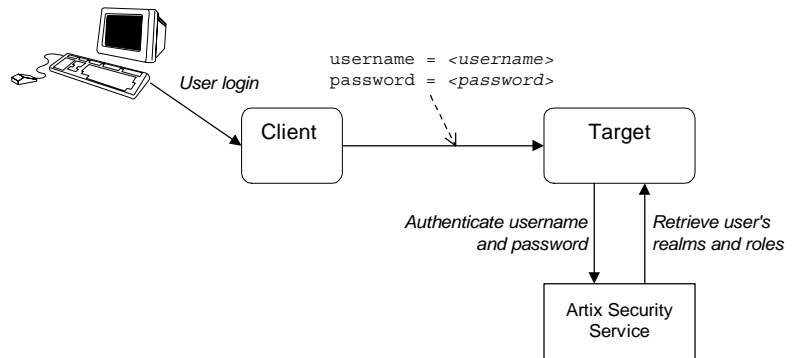 username = <username>
password = <password>
User login
Client
Target
Authenticate username
and password
Retrieve user's
realms and roles
Artix Security
Service